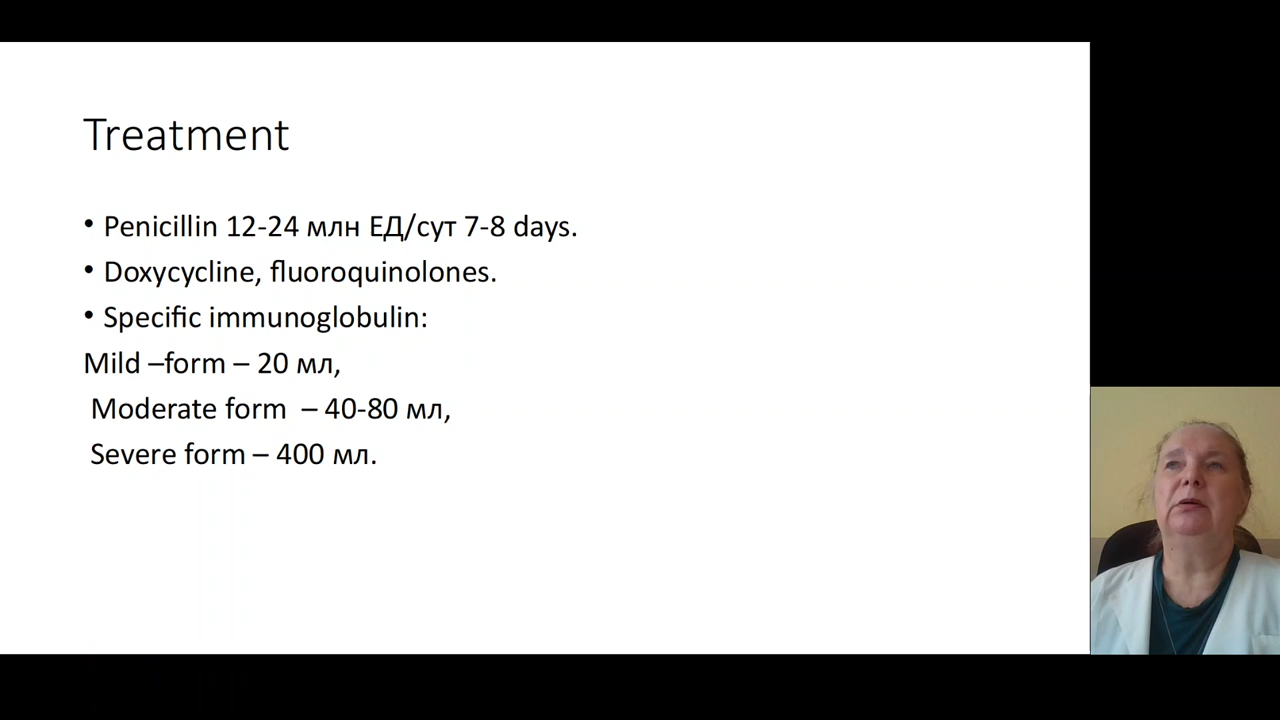 Treatment
• Penicillin 12-24 млн ЕД/сут 7-8 days.
• Doxycycline, fluoroquinolones.
• Specific immunoglobulin:
Mild –form – 20 мл,
Moderate form – 40-80 мл,
Severe form – 400 мл.